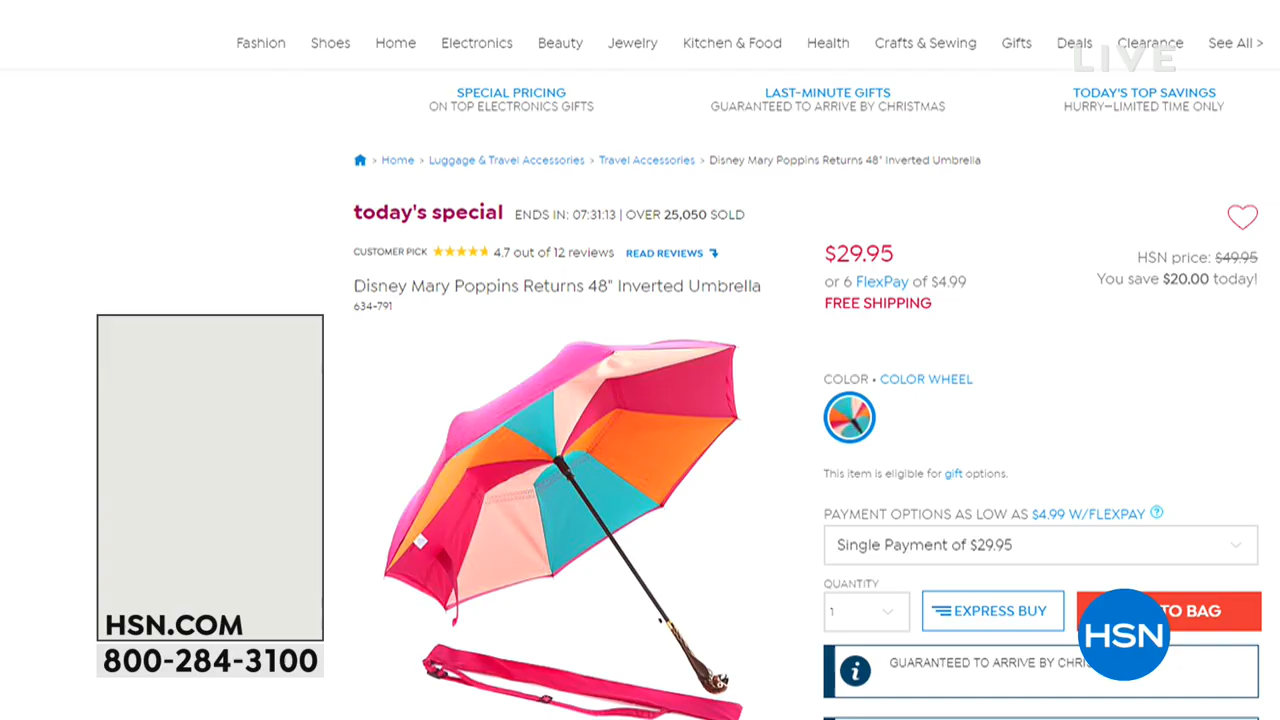 Fashion Shoes Home Electronics Beauty Jewelry Kitchen & Food Health Crafts & Sewing Gifts Deals Clearance See All >
LIVE
SPECIAL PRICING
ON TOP ELECTRONICS GIFTS
LAST-MINUTE GIFTS
GUARANTEED TO ARRIVE BY CHRISTMAS
TODAY'S TOP SAVINGS
HURRY—LIMITED TIME ONLY
> Home > Luggage & Travel Accessories > Travel Accessories > Disney Mary Poppins Returns 48" Inverted Umbrella
today's special ENDS IN: 07:31:13 | OVER 25,050 SOLD
CUSTOMER PICK 4.7 out of 12 reviews READ REVIEWS
Disney Mary Poppins Returns 48" Inverted Umbrella
634-791
$29.95
or 6 FlexPay of $4.99
FREE SHIPPING
HSN price: $49.95
You save $20.00 today!
COLOR • COLOR WHEEL
This item is eligible for gift options.
PAYMENT OPTIONS AS LOW AS $4.99 W/FLEXPAY ?
Single Payment of $29.95
QUANTITY
1
EXPRESS BUY
TO BAG
HSN
i GUARANTEED TO ARRIVE BY
HSN.COM
800-284-3100